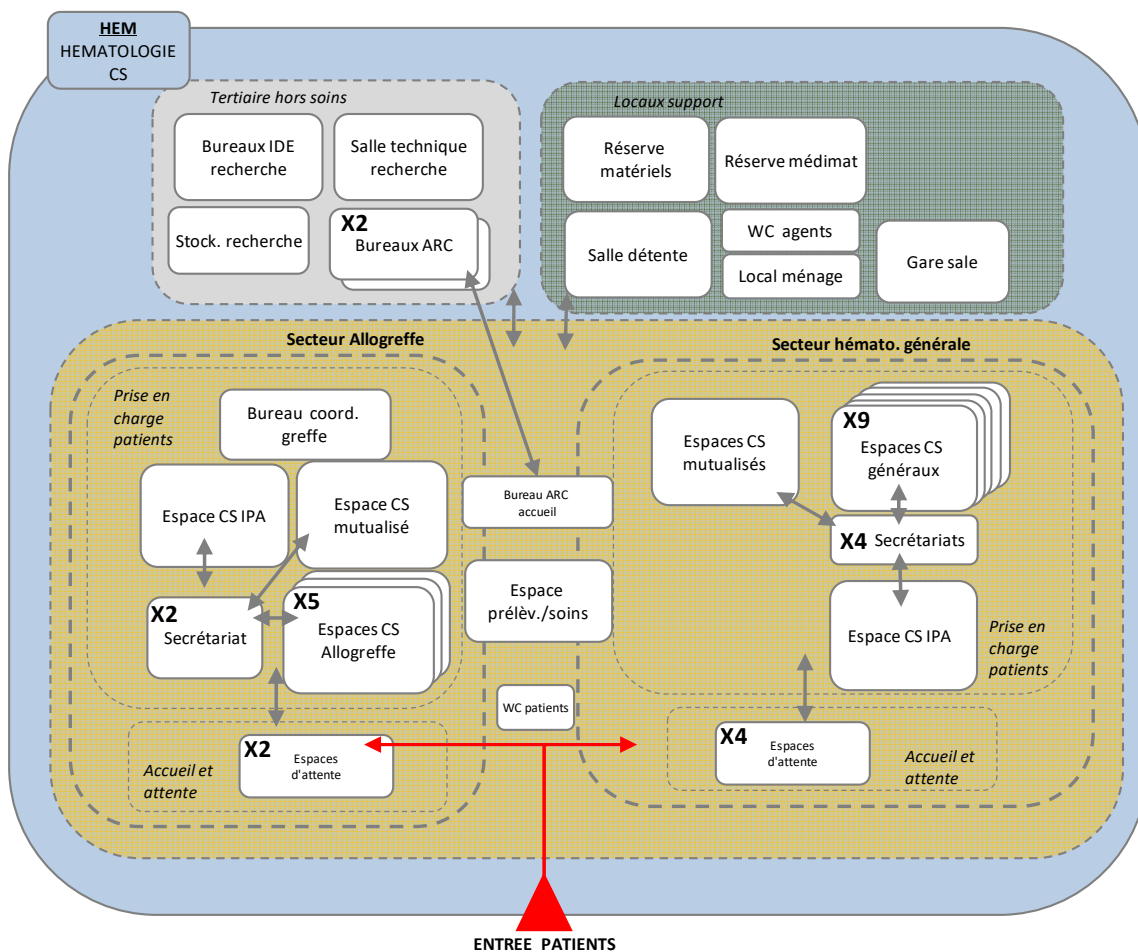 HEM
HEMATOLOGIE
CS
Tertiaire hors soins
Bureaux IDE
recherche
Salle technique
recherche
Stock. recherche
X2
Bureaux ARC
Locaux support
Réserve
matériels
Réserve médimat
Salle détente
WC agents
Local ménage
Gare sale
Secteur Allogreffe
Prise en
charge
patients
Bureau coord.
greffe
Espace CS IPA
Espace CS
mutualisé
X2
Secrétariat
X5
Espaces CS
Allogreffe
X2
Espaces
d'attente
Accueil et
attente
Bureau ARC
accueil
Espace
prélèv./soins
WC patients
Secteur hémato. générale
Espaces CS
mutualisés
X9
Espaces CS
généraux
X4 Secrétariats
Espace CS IPA
Prise en
charge
patients
X4
Espaces
d'attente
Accueil et
attente
ENTREE PATIENTS